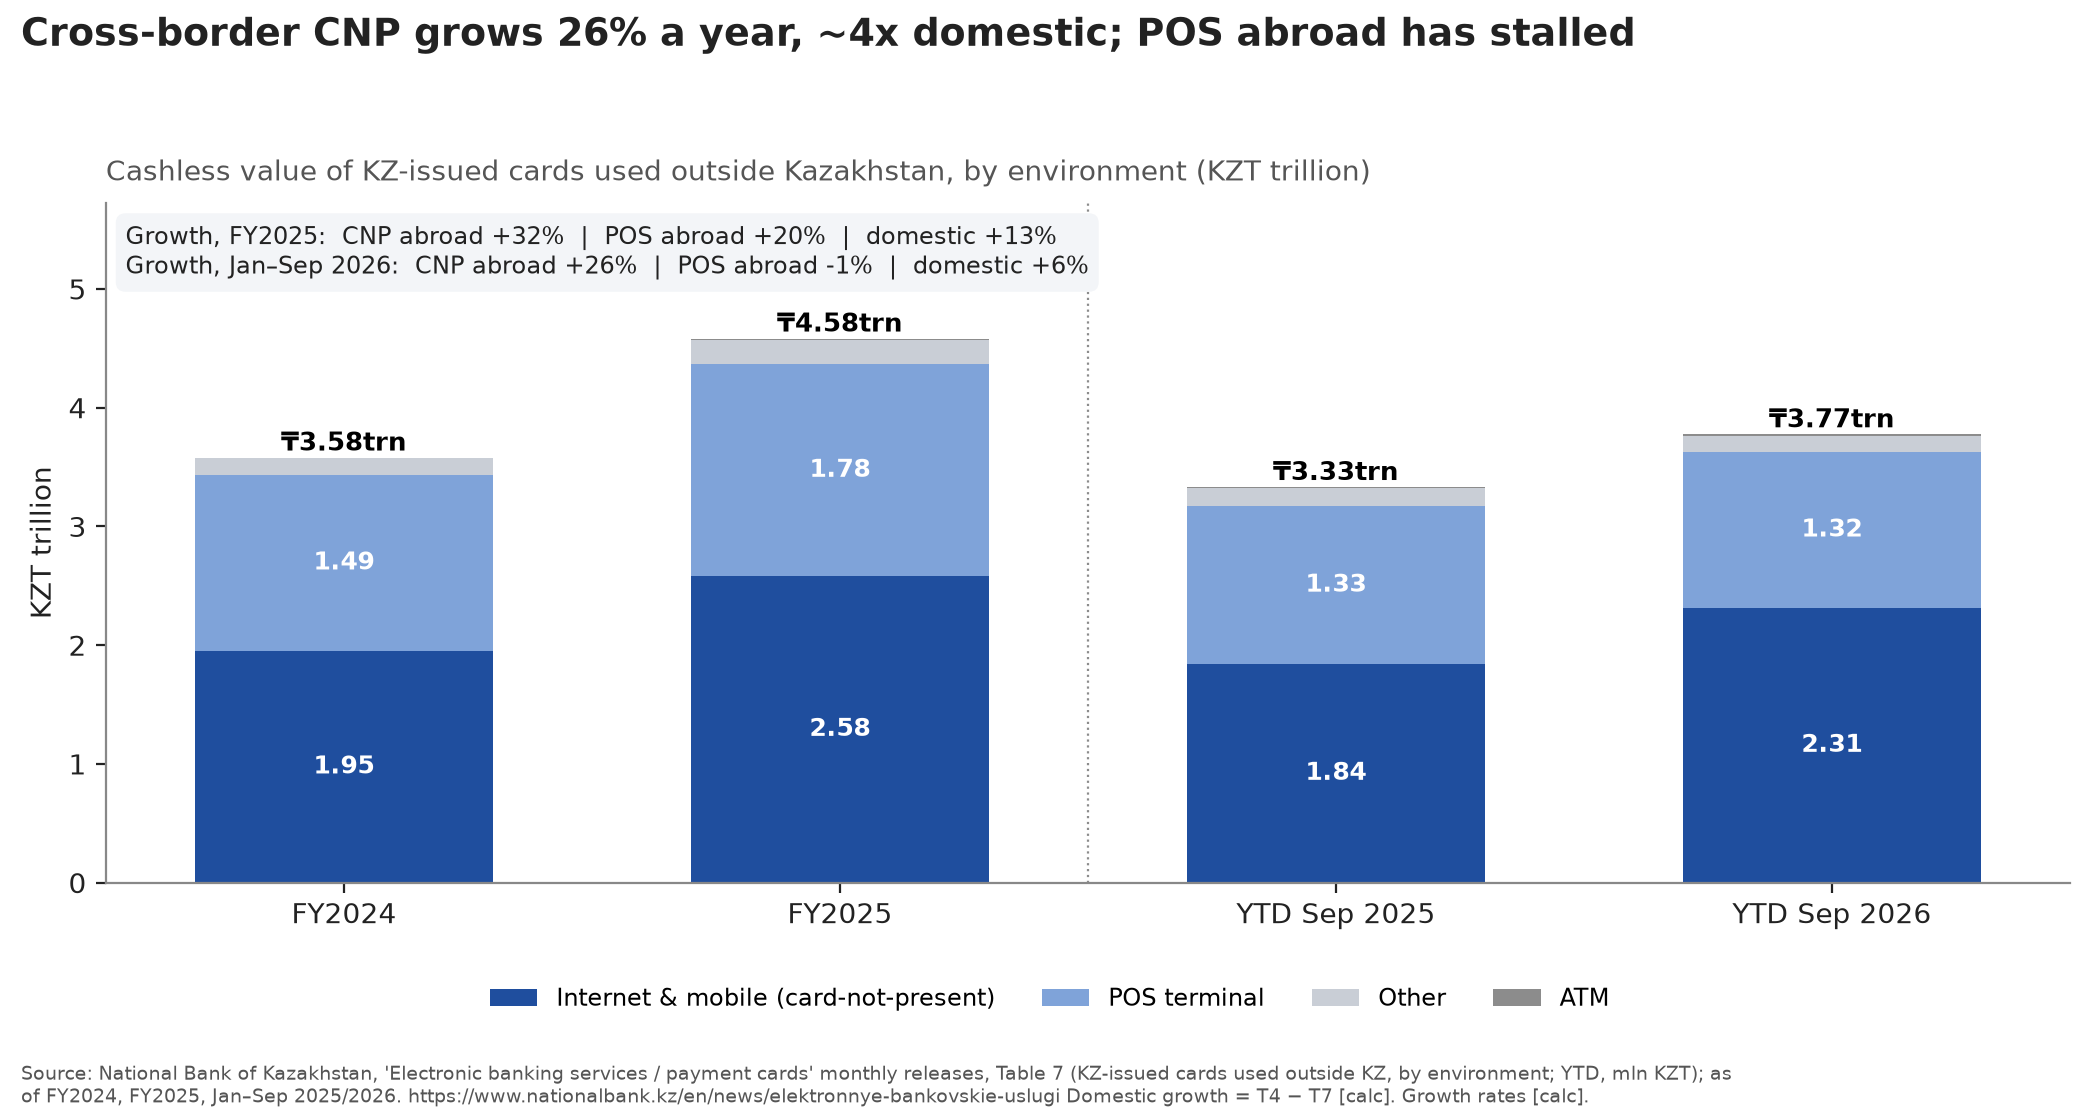 Cross-border CNP grows 26% a year, ~4x domestic; POS abroad has stalled
Cashless value of KZ-issued cards used outside Kazakhstan, by environment (KZT trillion)
Growth, FY2025:  CNP abroad +32%  |  POS abroad +20%  |  domestic +13%
Growth, Jan–Sep 2026:  CNP abroad +26%  |  POS abroad -1%  |  domestic +6%
KZT trillion
5
4
3
2
1
0
₸3.58trn
1.49
1.95
₸4.58trn
1.78
2.58
₸3.33trn
1.33
1.84
₸3.77trn
1.32
2.31
FY2024
FY2025
YTD Sep 2025
YTD Sep 2026
Internet & mobile (card-not-present)
POS terminal
Other
ATM
Source: National Bank of Kazakhstan, 'Electronic banking services / payment cards' monthly releases, Table 7 (KZ-issued cards used outside KZ, by environment; YTD, mln KZT); as
of FY2024, FY2025, Jan–Sep 2025/2026. https://www.nationalbank.kz/en/news/elektronnye-bankovskie-uslugi Domestic growth = T4 − T7 [calc]. Growth rates [calc].